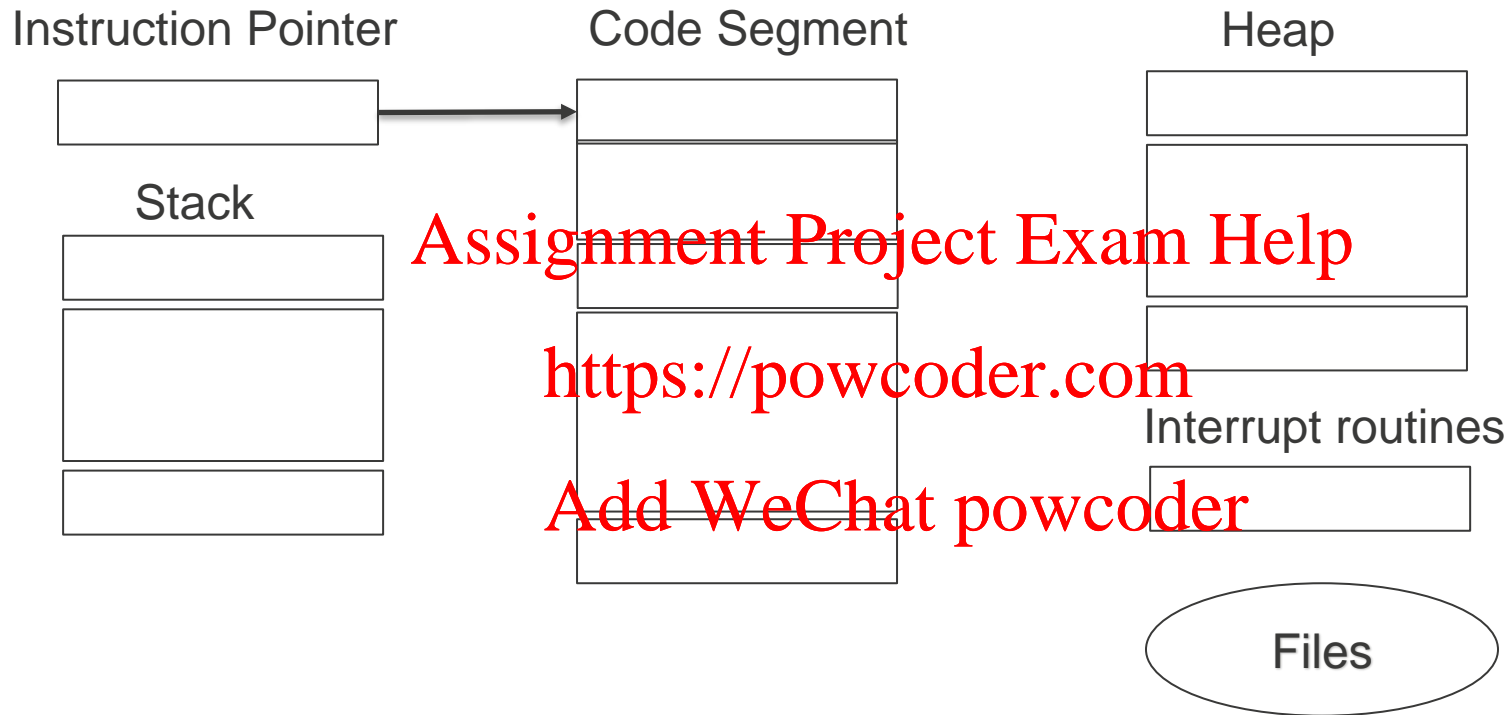 Instruction Pointer
Code Segment
Heap
Stack
Assignment Project Exam Help
https://powcoder.com
Interrupt routines
Add WeChat powcoder
Files